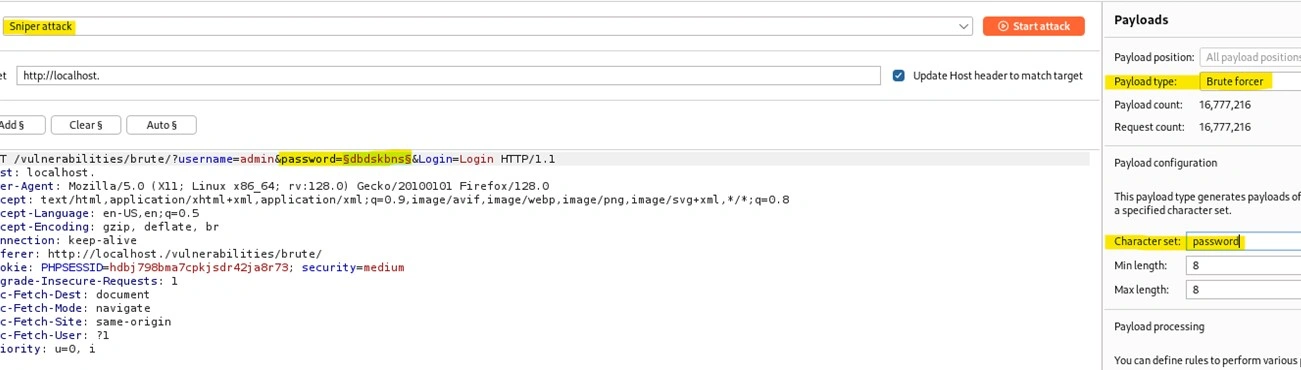 Sniper attack
Start attack
et http://localhost.
Update Host header to match target
Add § Clear § Auto §
T /vulnerabilities/brute/?username=admin&password=§dbdskbns§&Login=Login HTTP/1.1
st: localhost.
er-Agent: Mozilla/5.0 (X11; Linux x86_64; rv:128.0) Gecko/20100101 Firefox/128.0
cept: text/html,application/xhtml+xml,application/xml;q=0.9,image/avif,image/webp,image/png,image/svg+xml,*/*;q=0.8
cept-Language: en-US,en;q=0.5
cept-Encoding: gzip, deflate, br
nnection: keep-alive
ferer: http://localhost./vulnerabilities/brute/
okie: PHPSESSID=hdbj798bma7cpkjsdr42ja8r73; security=medium
grade-Insecure-Requests: 1
c-Fetch-Dest: document
c-Fetch-Mode: navigate
c-Fetch-Site: same-origin
c-Fetch-User: ?1
iority: u=0, i
Payloads
Payload position: All payload positions
Payload type: Brute forcer
Payload count: 16,777,216
Request count: 16,777,216
Payload configuration
This payload type generates payloads of
a specified character set.
Character set: password
Min length: 8
Max length: 8
Payload processing
You can define rules to perform various